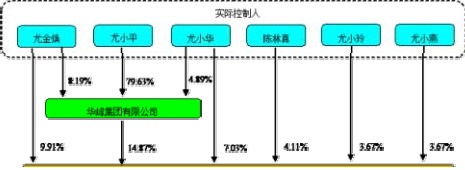 实际控制人
尤金焕 尤小平 尤小华 陈林真 尤小玲 尤小燕
8.19% 79.63% 4.89%
华峰集团有限公司
9.91% 14.87% 7.03% 4.11% 3.67% 3.67%